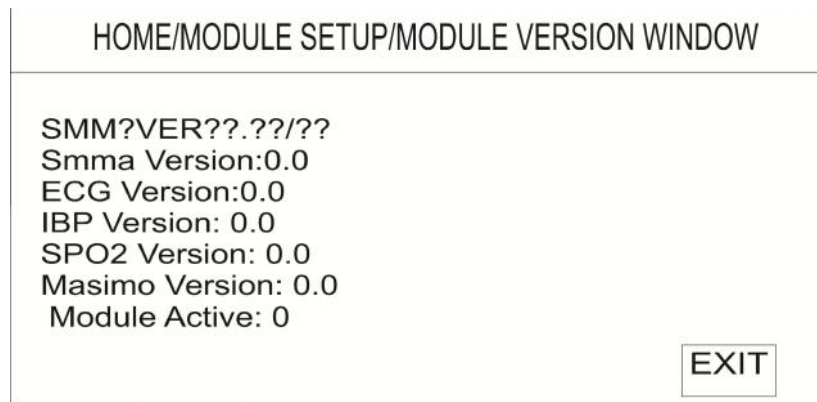 HOME/MODULE SETUP/MODULE VERSION WINDOW
SMM?VER??.??/??
Smma Version:0.0
ECG Version:0.0
IBP Version: 0.0
SPO2 Version: 0.0
Masimo Version: 0.0
Module Active: 0
EXIT